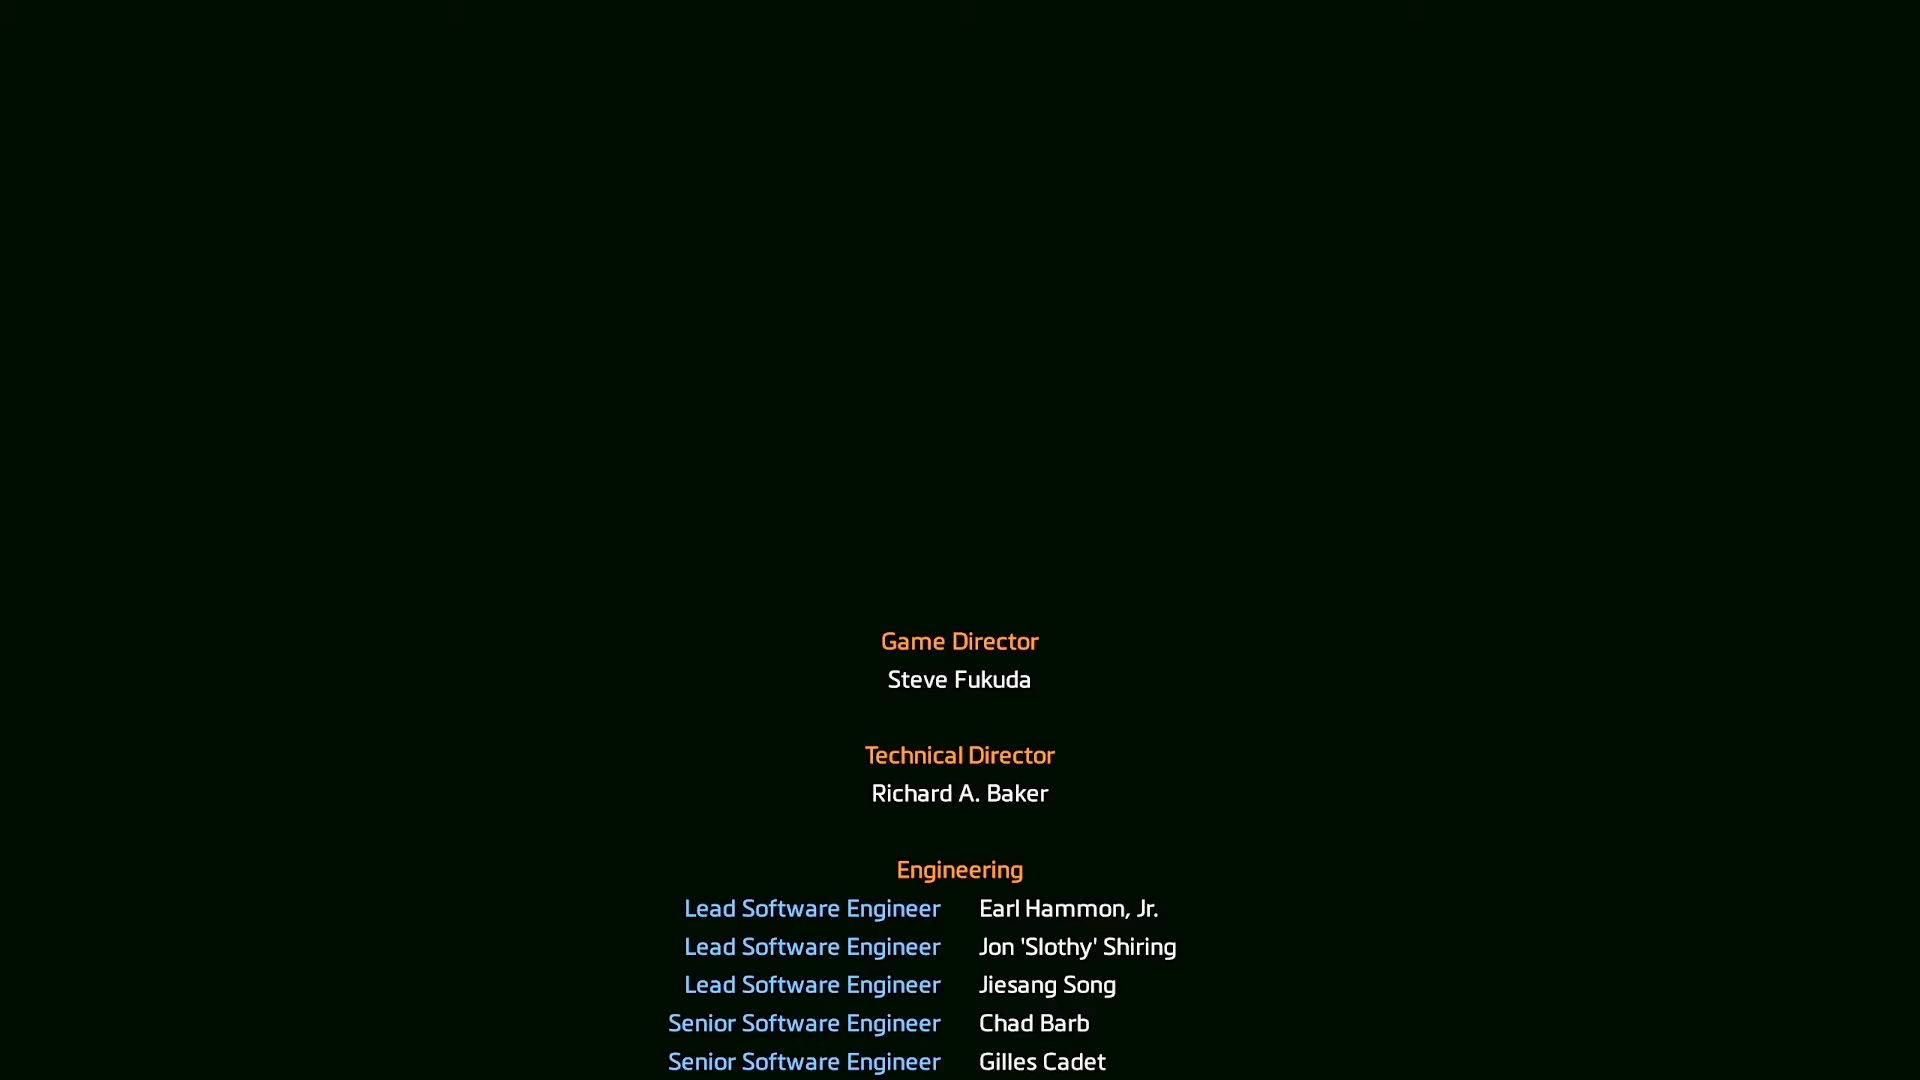 Game Director
Steve Fukuda
Technical Director
Richard A. Baker
Engineering
Lead Software Engineer Earl Hammon, Jr.
Lead Software Engineer Jon 'Slothy' Shiring
Lead Software Engineer Jiesang Song
Senior Software Engineer Chad Barb
Senior Software Engineer Gilles Cadet